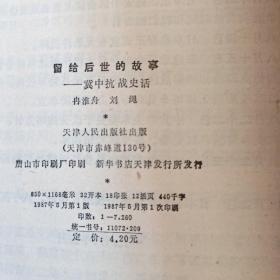 留给后世的故事
——冀中抗战史话
冉淮舟 刘绳
*
天津人民出版社出版
(天津市赤峰道130号)
唐山市印刷厂印刷 新华书店天津发行所发行
*
850×1168毫米 32开本 18印张 12插页 440千字
1987年5月第1版 1987年5月第1次印刷
印数:1—7.260
统一书号:11072·209
定 价: 4.20元